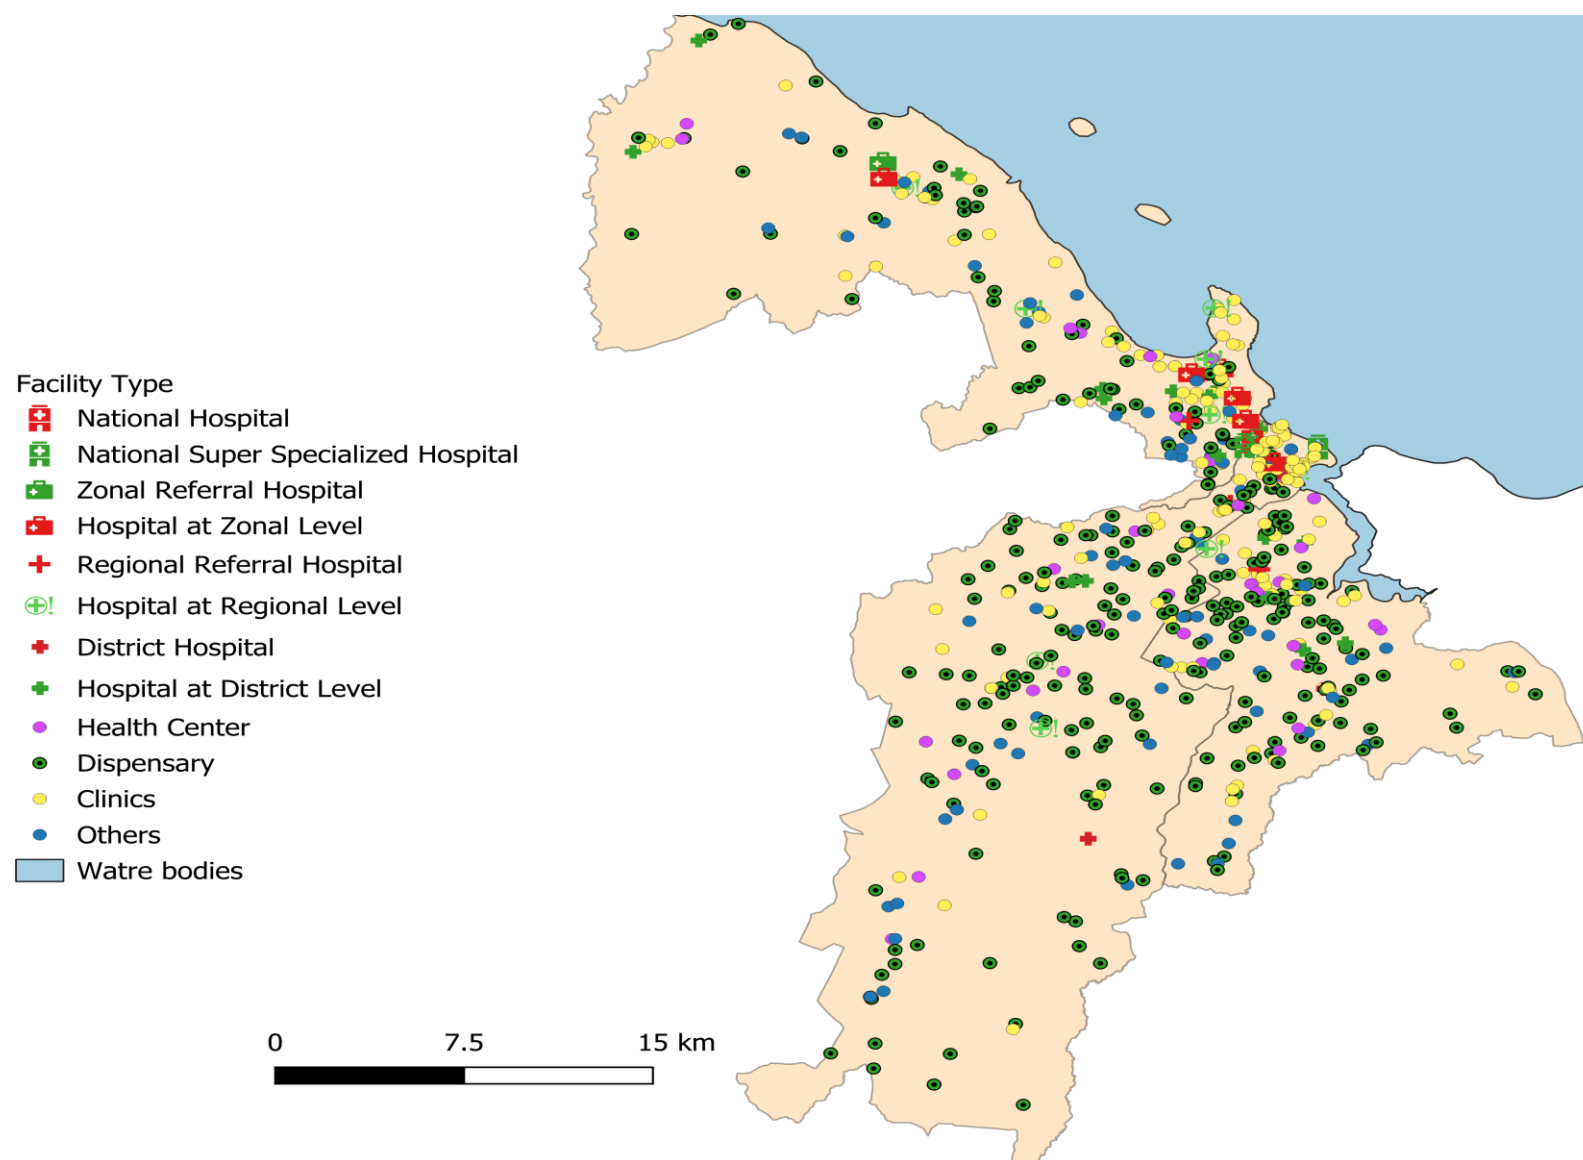 Facility Type
National Hospital
National Super Specialized Hospital
Zonal Referral Hospital
Hospital at Zonal Level
Regional Referral Hospital
Hospital at Regional Level
District Hospital
Hospital at District Level
Health Center
Dispensary
Clinics
Others
Watre bodies
0 7.5 15 km